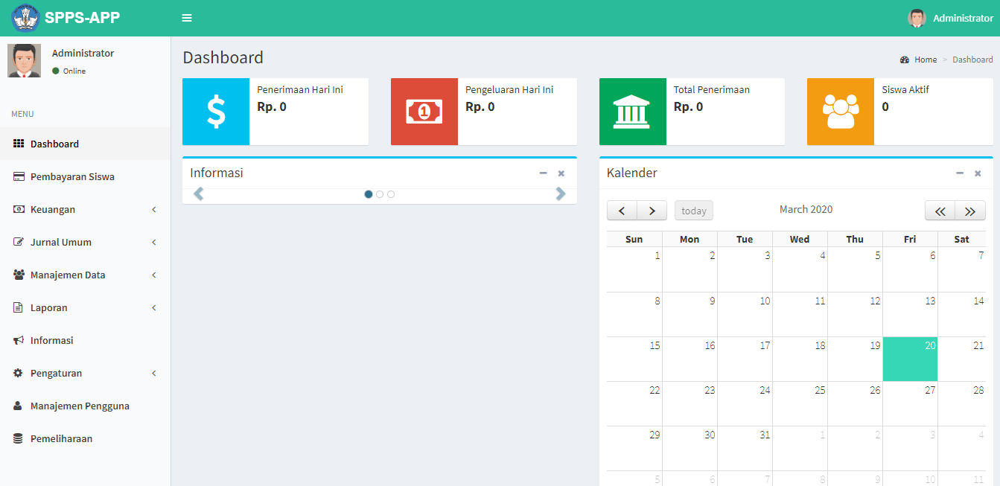 SPPS-APP
Administrator
Administrator
Online
MENU
Dashboard
Pembayaran Siswa
Keuangan
Jurnal Umum
Manajemen Data
Laporan
Informasi
Pengaturan
Manajemen Pengguna
Pemeliharaan
Dashboard
Home > Dashboard
Penerimaan Hari Ini
Rp. 0
Pengeluaran Hari Ini
Rp. 0
1
Total Penerimaan
Rp. 0
Siswa Aktif
0
Informasi
Kalender
today
March 2020
Sun Mon Tue Wed Thu Fri Sat
1 2 3 4 5 6 7
8 9 10 11 12 13 14
15 16 17 18 19 20 21
22 23 24 25 26 27 28
29 30 31 1 2 3 4
5 6 7 8 9 10 11